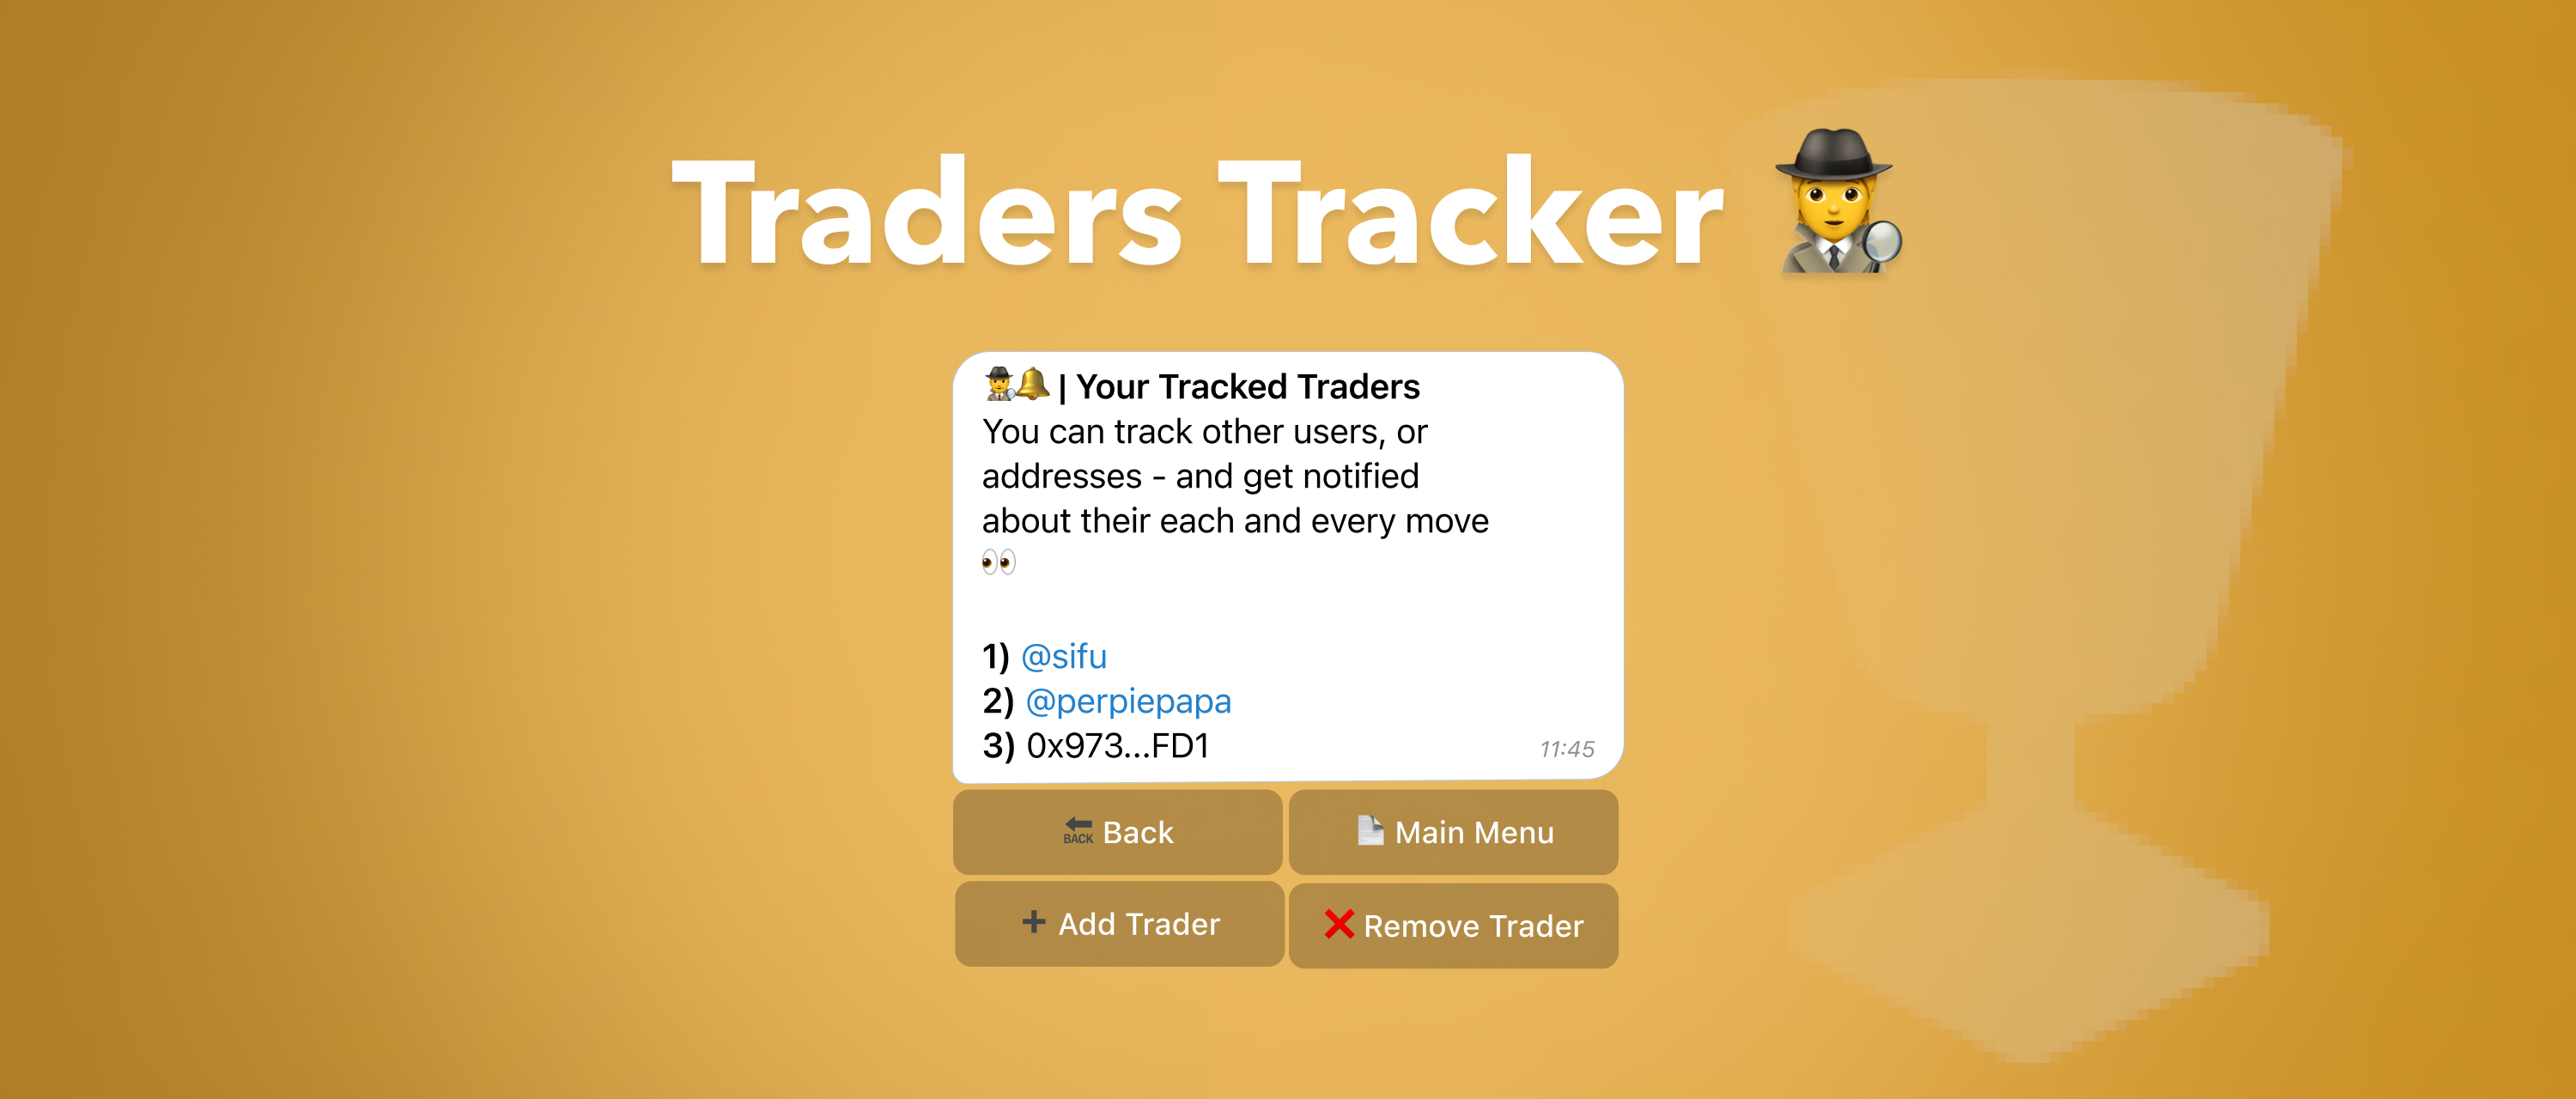 Traders Tracker 🕵️
🕵️🔔 | Your Tracked Traders
You can track other users, or
addresses - and get notified
about their each and every move
👀
1) @sifu
2) @perpiepapa
3) 0x973...FD1
11:45
🔙 Back
📄 Main Menu
➕ Add Trader
❌ Remove Trader